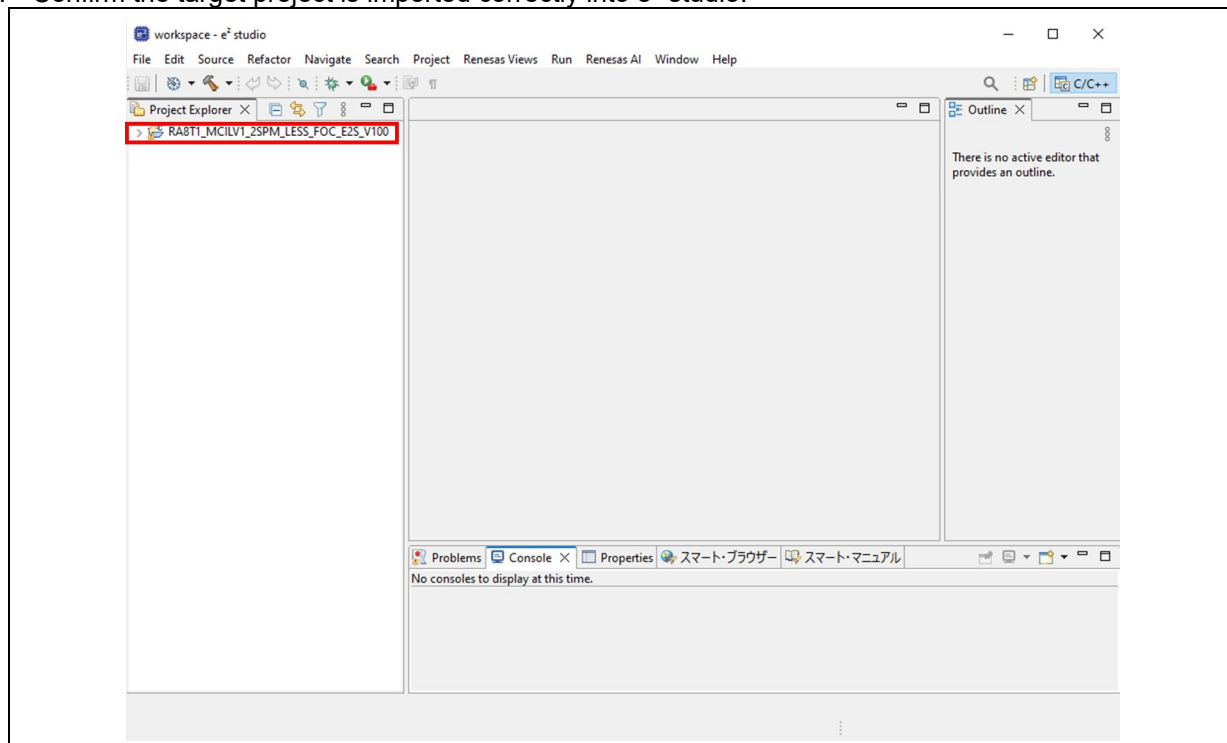 Confirm the target project is imported correctly into e² studio.
workspace - e² studio
File Edit Source Refactor Navigate Search Project Renesas Views Run Renesas AI Window Help
C/C++
Project Explorer
Outline
RA8T1_MCILV1_2SPM_LESS_FOC_E2S_V100
There is no active editor that
provides an outline.
Problems Console Properties スマート・ブラウザー スマート・マニュアル
No consoles to display at this time.